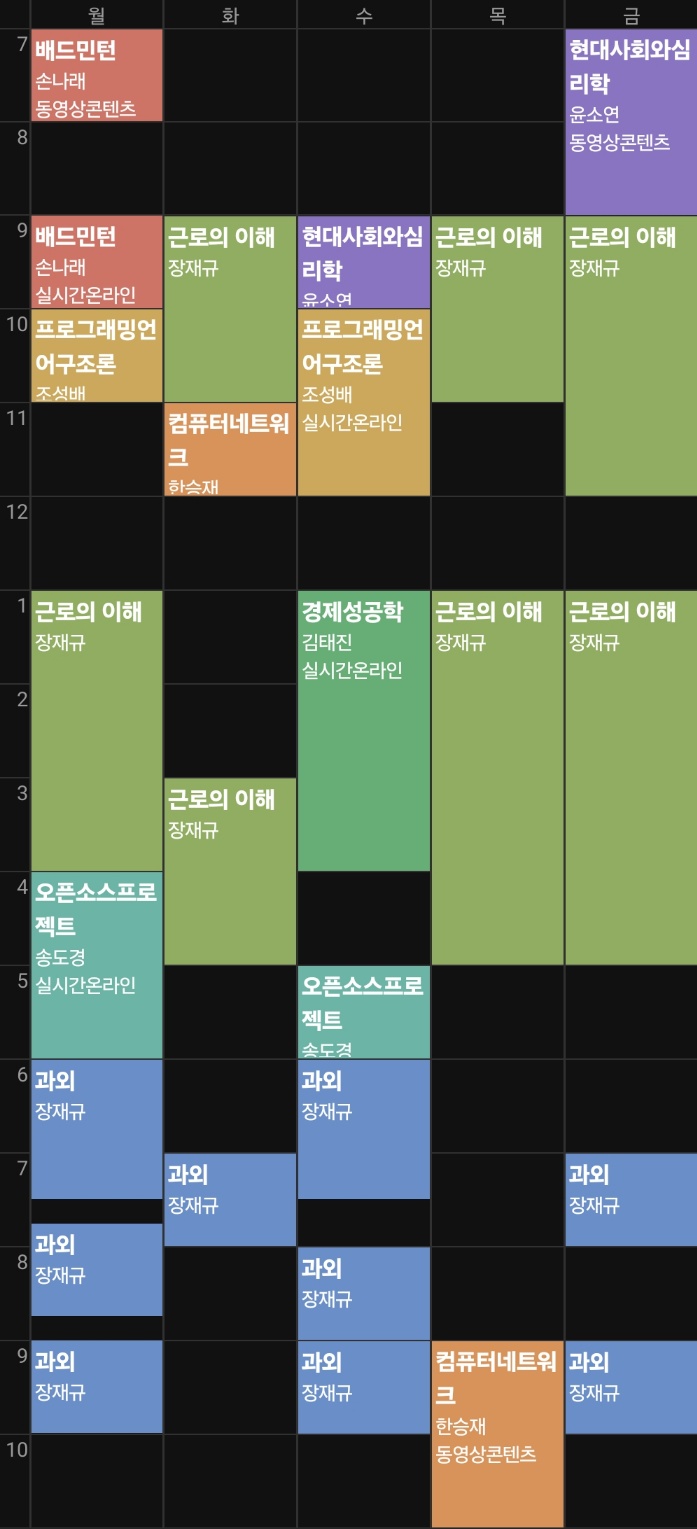 월 화 수 목 금
7
배드민턴
손나래
동영상콘텐츠
현대사회와심
리학
윤소연
동영상콘텐츠
8
9
배드민턴
손나래
실시간온라인
근로의 이해
장재규
현대사회와심
리학
윤소연
근로의 이해
장재규
근로의 이해
장재규
10
프로그래밍언
어구조론
조성배
프로그래밍언
어구조론
조성배
실시간온라인
11
컴퓨터네트워
크
한승재
12
1
근로의 이해
장재규
경제성공학
김태진
실시간온라인
근로의 이해
장재규
근로의 이해
장재규
2
3
근로의 이해
장재규
4
오픈소스프로
젝트
송도경
실시간온라인
5
오픈소스프로
젝트
송도경
6
과외
장재규
과외
장재규
7
과외
장재규
과외
장재규
과외
장재규
8
과외
장재규
9
과외
장재규
과외
장재규
컴퓨터네트워
크
한승재
동영상콘텐츠
과외
장재규
10